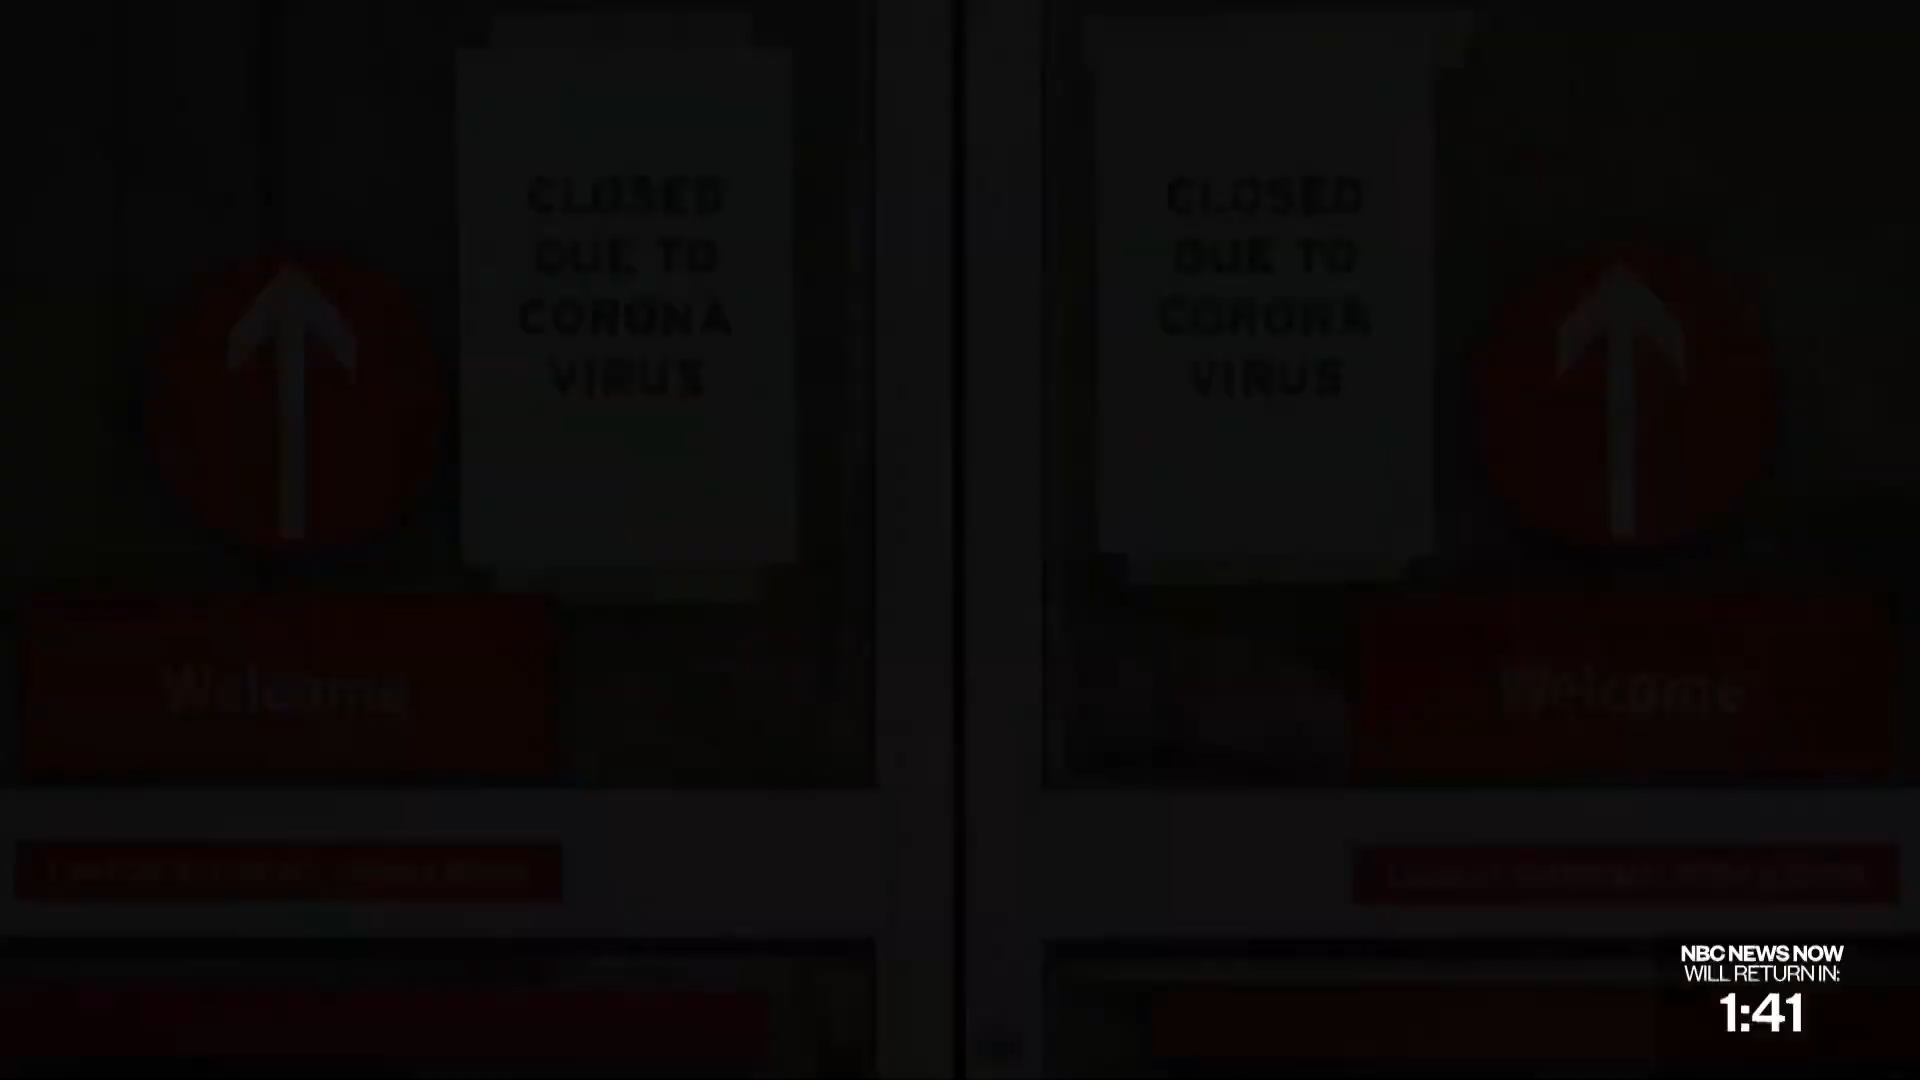 CLOSED
DUE TO
CORONA
VIRUS
CLOSED
DUE TO
CORONA
VIRUS
Welcome
Welcome
NBC NEWS NOW
WILL RETURN IN:
1:41